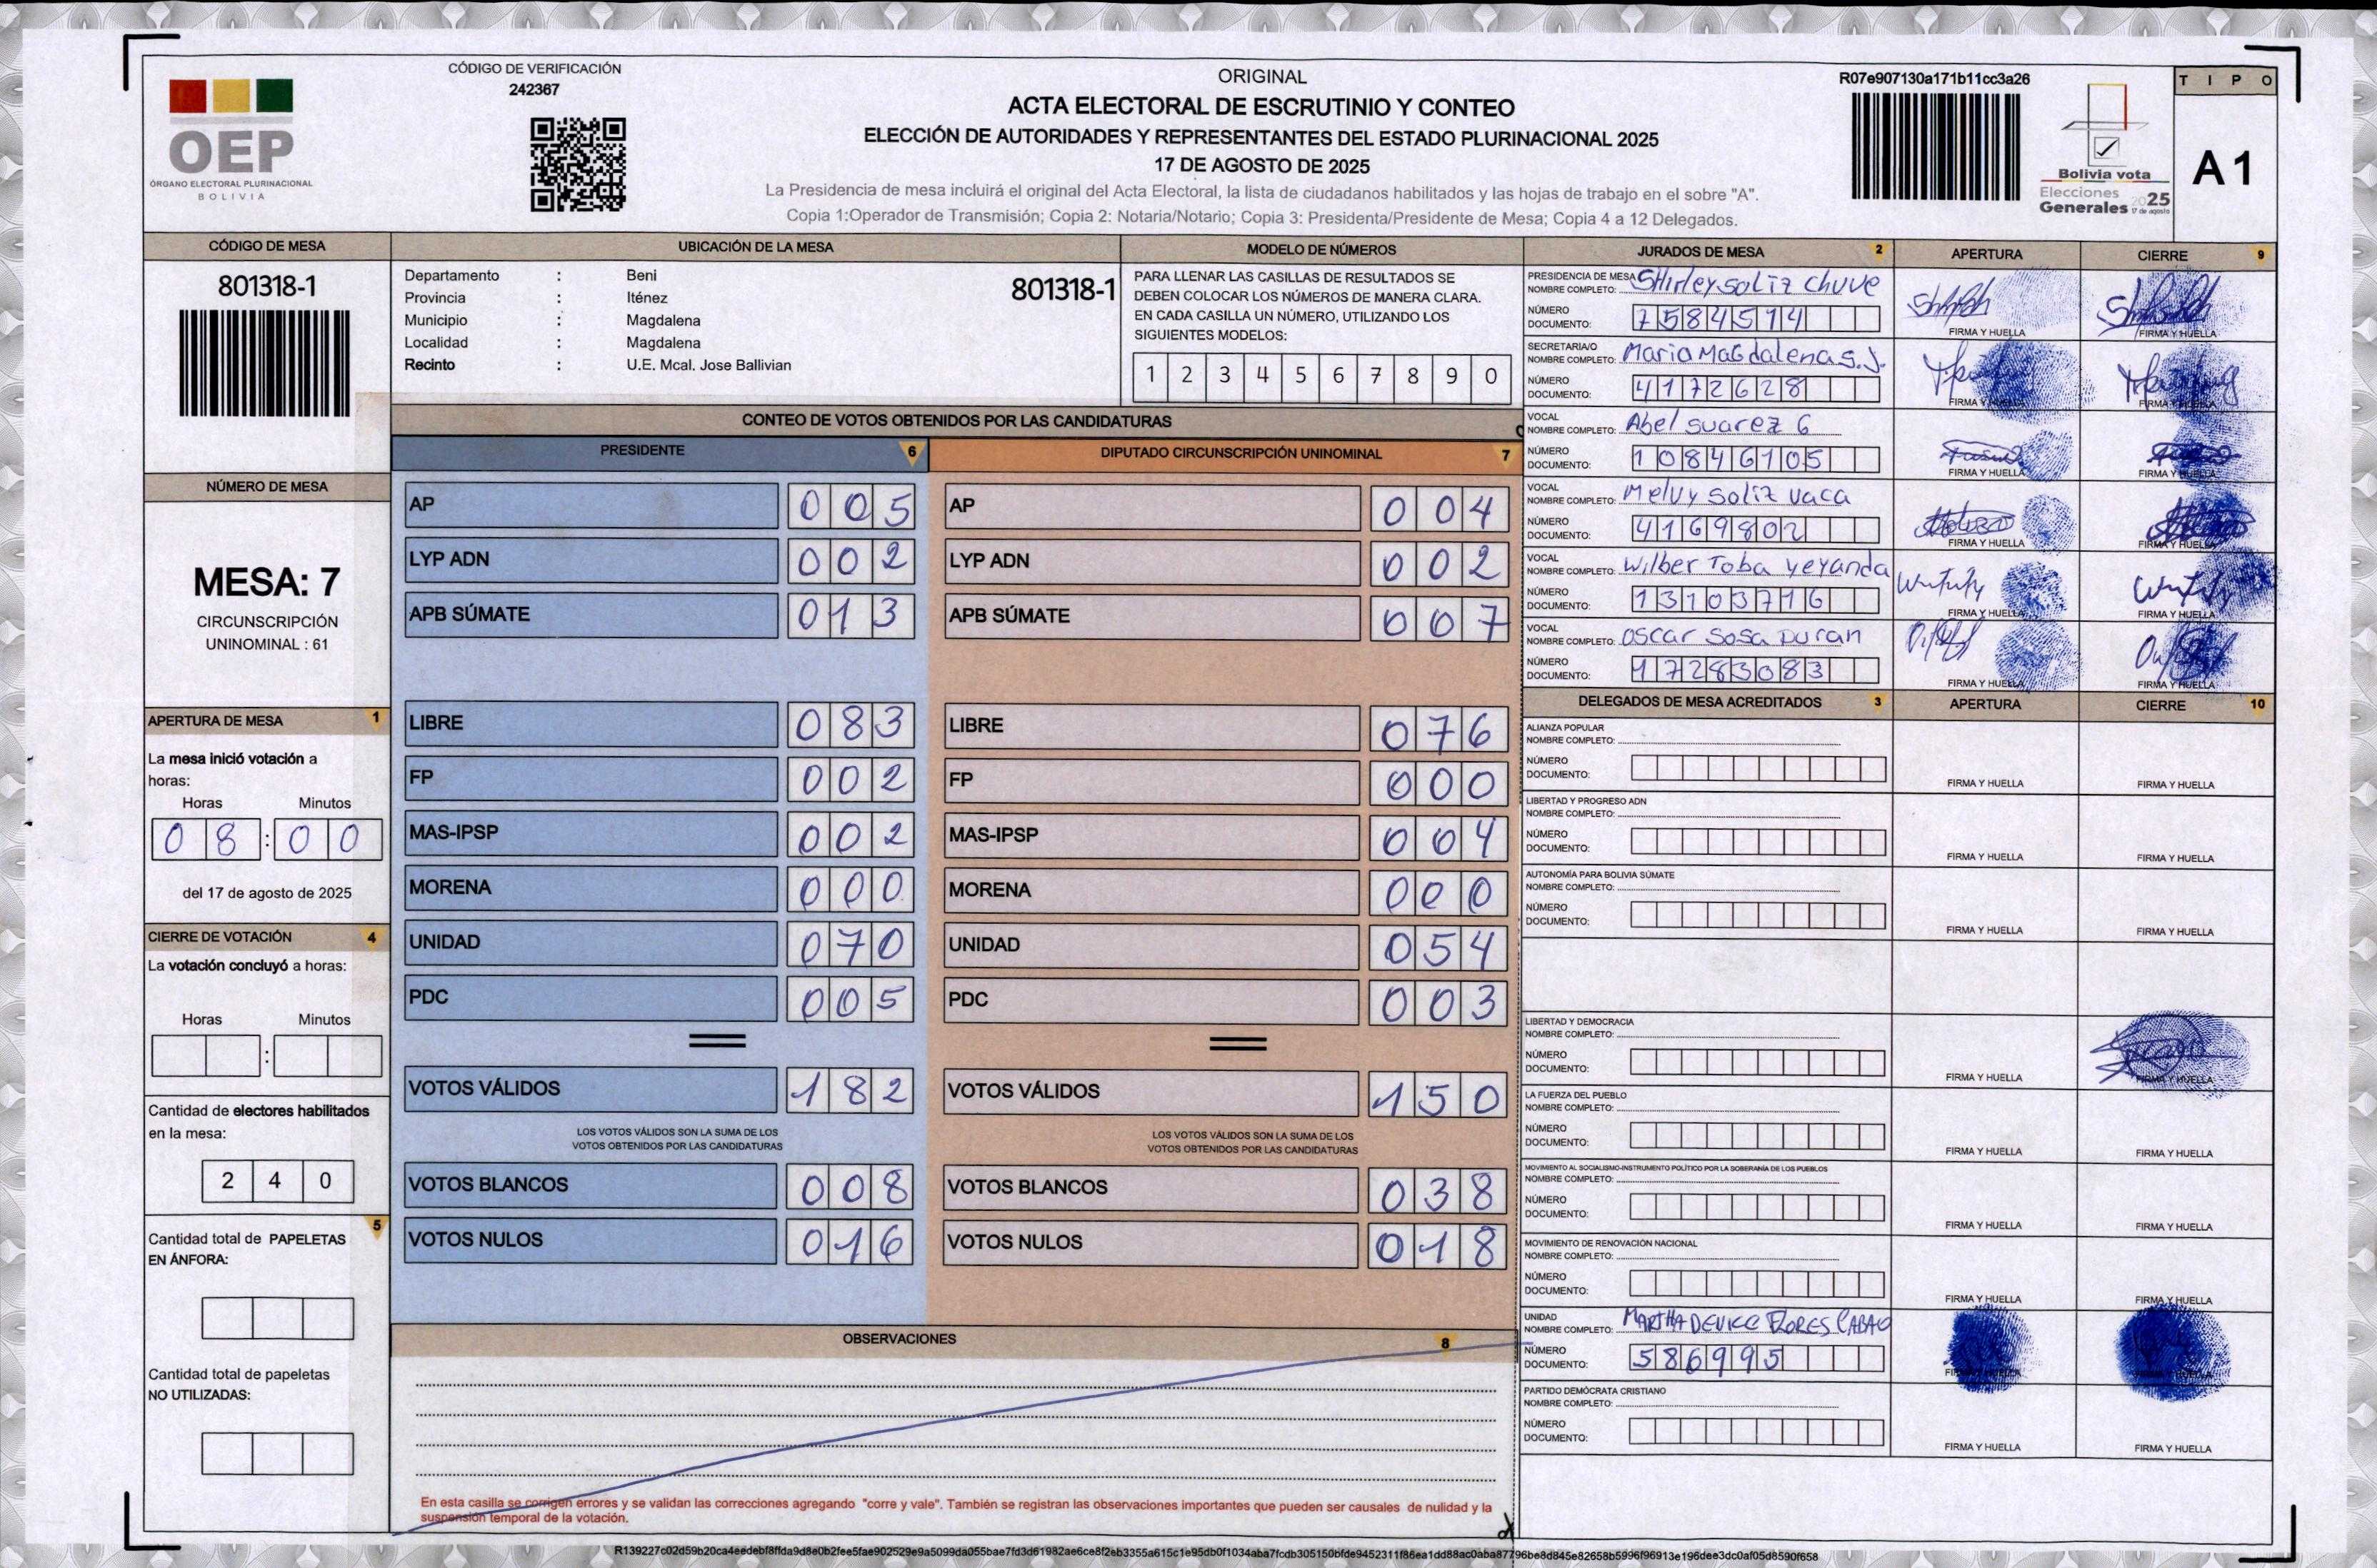 CÓDIGO DE VERIFICACIÓN
242367
OEP
ÓRGANO ELECTORAL PLURINACIONAL
BOLIVIA
ORIGINAL
ACTA ELECTORAL DE ESCRUTINIO Y CONTEO
ELECCIÓN DE AUTORIDADES Y REPRESENTANTES DEL ESTADO PLURINACIONAL 2025
17 DE AGOSTO DE 2025
La Presidencia de mesa incluirá el original del Acta Electoral, la lista de ciudadanos habilitados y las hojas de trabajo en el sobre "A".
Copia 1:Operador de Transmisión; Copia 2: Notaria/Notario; Copia 3: Presidenta/Presidente de Mesa; Copia 4 a 12 Delegados.
R07e907130a171b11cc3a26
Bolivia vota
Elecciones 2025
Generales 17 de agosto
TIPO
A 1
CÓDIGO DE MESA
801318-1
UBICACIÓN DE LA MESA
Departamento : Beni
Provincia : Iténez
Municipio : Magdalena
Localidad : Magdalena
Recinto : U.E. Mcal. Jose Ballivian
801318-1
MODELO DE NÚMEROS
PARA LLENAR LAS CASILLAS DE RESULTADOS SE
DEBEN COLOCAR LOS NÚMEROS DE MANERA CLARA.
EN CADA CASILLA UN NÚMERO, UTILIZANDO LOS
SIGUIENTES MODELOS:
1 2 3 4 5 6 7 8 9 0
NÚMERO DE MESA
MESA: 7
CIRCUNSCRIPCIÓN
UNINOMINAL : 61
APERTURA DE MESA 1
La mesa inició votación a
horas:
Horas Minutos
08:00
del 17 de agosto de 2025
CIERRE DE VOTACIÓN 4
La votación concluyó a horas:
Horas Minutos
:
Cantidad de electores habilitados
en la mesa:
240
5
Cantidad total de PAPELETAS
EN ÁNFORA:
Cantidad total de papeletas
NO UTILIZADAS:
CONTEO DE VOTOS OBTENIDOS POR LAS CANDIDATURAS
PRESIDENTE 6
AP 005
LYP ADN 002
APB SÚMATE 013
LIBRE 083
FP 002
MAS-IPSP 002
MORENA 000
UNIDAD 070
PDC 005
VOTOS VÁLIDOS 182
LOS VOTOS VÁLIDOS SON LA SUMA DE LOS
VOTOS OBTENIDOS POR LAS CANDIDATURAS
VOTOS BLANCOS 008
VOTOS NULOS 016
DIPUTADO CIRCUNSCRIPCIÓN UNINOMINAL 7
AP 004
LYP ADN 002
APB SÚMATE 007
LIBRE 076
FP 000
MAS-IPSP 004
MORENA 000
UNIDAD 054
PDC 003
VOTOS VÁLIDOS 150
LOS VOTOS VÁLIDOS SON LA SUMA DE LOS
VOTOS OBTENIDOS POR LAS CANDIDATURAS
VOTOS BLANCOS 038
VOTOS NULOS 018
OBSERVACIONES 8
En esta casilla se corrigen errores y se validan las correcciones agregando "corre y vale". También se registran las observaciones importantes que pueden ser causales de nulidad y la
suspensión temporal de la votación.
JURADOS DE MESA 2 APERTURA CIERRE 9
PRESIDENCIA DE MESA
NOMBRE COMPLETO: SHirley soliz chuve
NÚMERO
DOCUMENTO: 7584514
FIRMA Y HUELLA FIRMA Y HUELLA
SECRETARIA/O
NOMBRE COMPLETO: Maria MaGdalena S.J.
NÚMERO
DOCUMENTO: 4172628
FIRMA Y HUELLA FIRMA Y HUELLA
VOCAL
NOMBRE COMPLETO: Abel suarez G
NÚMERO
DOCUMENTO: 10846105
FIRMA Y HUELLA FIRMA Y HUELLA
VOCAL
NOMBRE COMPLETO: Melvy soliz vaca
NÚMERO
DOCUMENTO: 4169802
FIRMA Y HUELLA FIRMA Y HUELLA
VOCAL
NOMBRE COMPLETO: Wilber Toba yeyanda
NÚMERO
DOCUMENTO: 13103716
FIRMA Y HUELLA FIRMA Y HUELLA
VOCAL
NOMBRE COMPLETO: oscar sosa Duran
NÚMERO
DOCUMENTO: 17283083
FIRMA Y HUELLA FIRMA Y HUELLA
DELEGADOS DE MESA ACREDITADOS 3 APERTURA CIERRE 10
ALIANZA POPULAR
NOMBRE COMPLETO:
NÚMERO
DOCUMENTO:
FIRMA Y HUELLA FIRMA Y HUELLA
LIBERTAD Y PROGRESO ADN
NOMBRE COMPLETO:
NÚMERO
DOCUMENTO:
FIRMA Y HUELLA FIRMA Y HUELLA
AUTONOMÍA PARA BOLIVIA SÚMATE
NOMBRE COMPLETO:
NÚMERO
DOCUMENTO:
FIRMA Y HUELLA FIRMA Y HUELLA
LIBERTAD Y DEMOCRACIA
NOMBRE COMPLETO:
NÚMERO
DOCUMENTO:
FIRMA Y HUELLA FIRMA Y HUELLA
LA FUERZA DEL PUEBLO
NOMBRE COMPLETO:
NÚMERO
DOCUMENTO:
FIRMA Y HUELLA FIRMA Y HUELLA
MOVIMIENTO AL SOCIALISMO-INSTRUMENTO POLÍTICO POR LA SOBERANÍA DE LOS PUEBLOS
NOMBRE COMPLETO:
NÚMERO
DOCUMENTO:
FIRMA Y HUELLA FIRMA Y HUELLA
MOVIMIENTO DE RENOVACIÓN NACIONAL
NOMBRE COMPLETO:
NÚMERO
DOCUMENTO:
FIRMA Y HUELLA FIRMA Y HUELLA
UNIDAD
NOMBRE COMPLETO: MARTHA DEVICE FLORES CABAO
NÚMERO
DOCUMENTO: 586995
PARTIDO DEMÓCRATA CRISTIANO
NOMBRE COMPLETO:
NÚMERO
DOCUMENTO:
FIRMA Y HUELLA FIRMA Y HUELLA